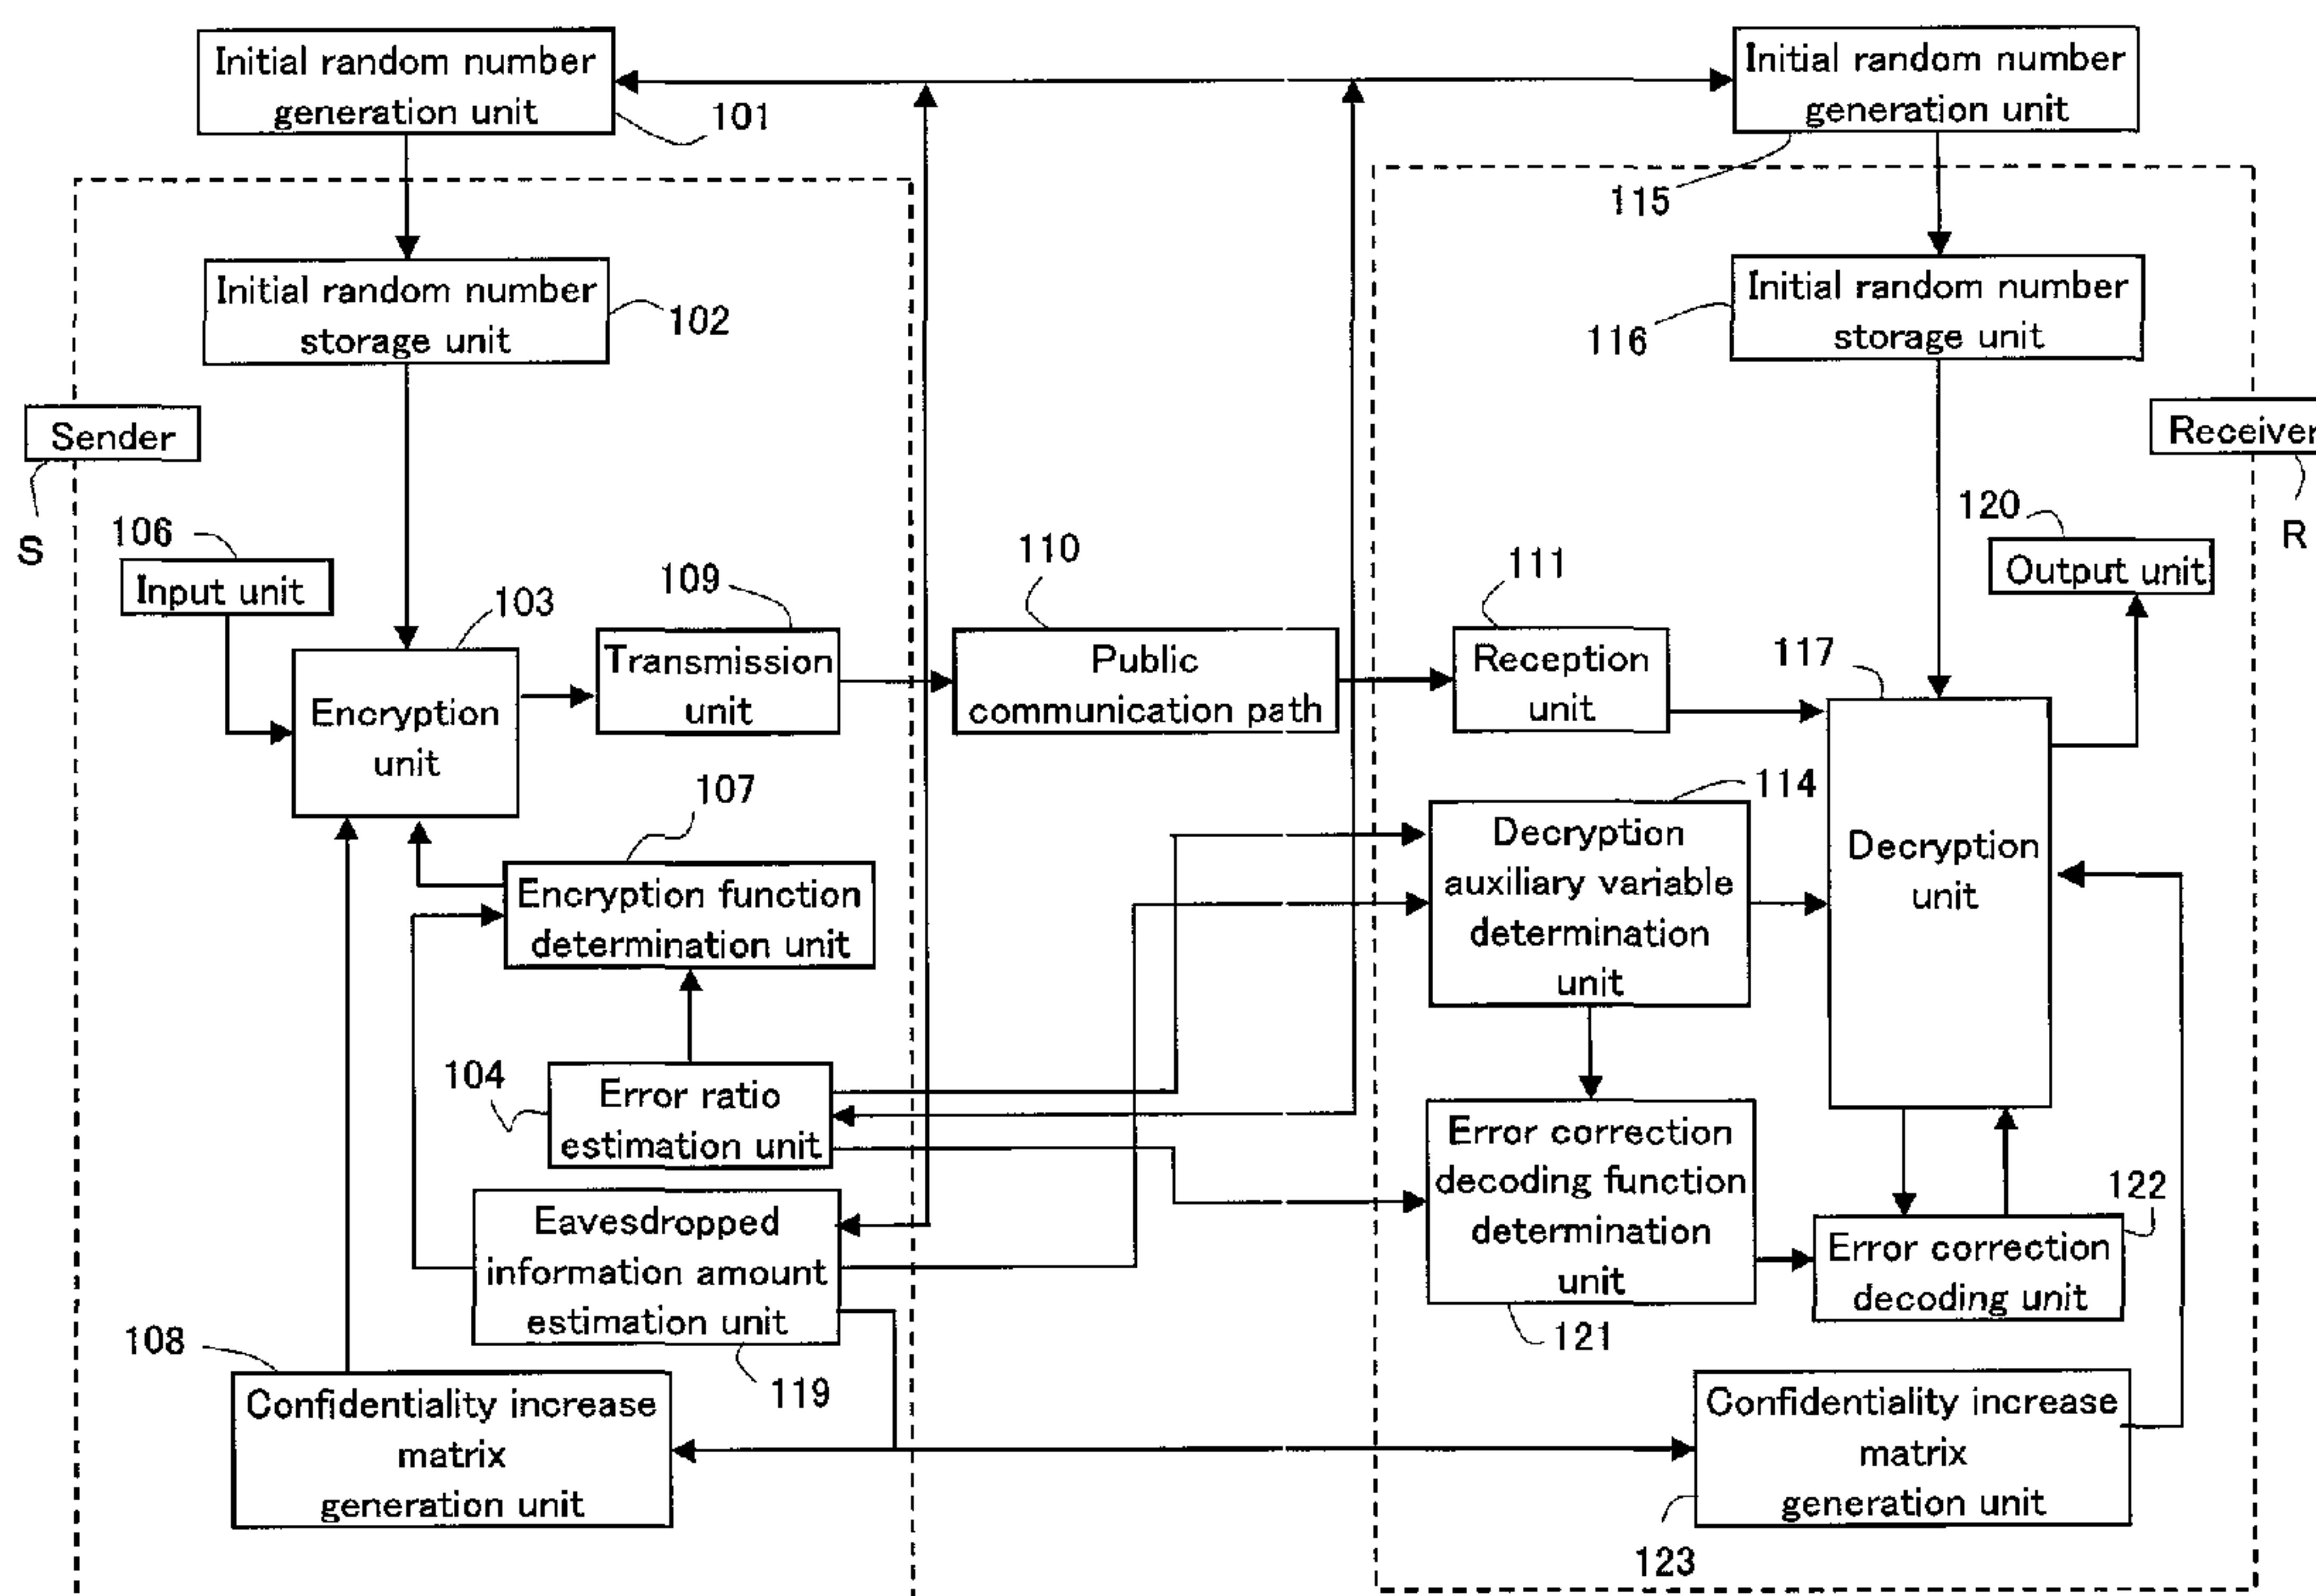 Initial random number
generation unit
101
Initial random number
generation unit
115
Initial random number
storage unit
102
Initial random number
storage unit
116
Sender
S
Receiver
R
106
Input unit
103
Encryption
unit
109
Transmission
unit
110
Public
communication path
111
Reception
unit
117
Decryption
unit
120
Output unit
107
Encryption function
determination unit
114
Decryption
auxiliary variable
determination
unit
104
Error ratio
estimation unit
Error correction
decoding function
determination
unit
121
122
Error correction
decoding unit
Eavesdropped
information amount
estimation unit
119
108
Confidentiality increase
matrix
generation unit
Confidentiality increase
matrix
generation unit
123